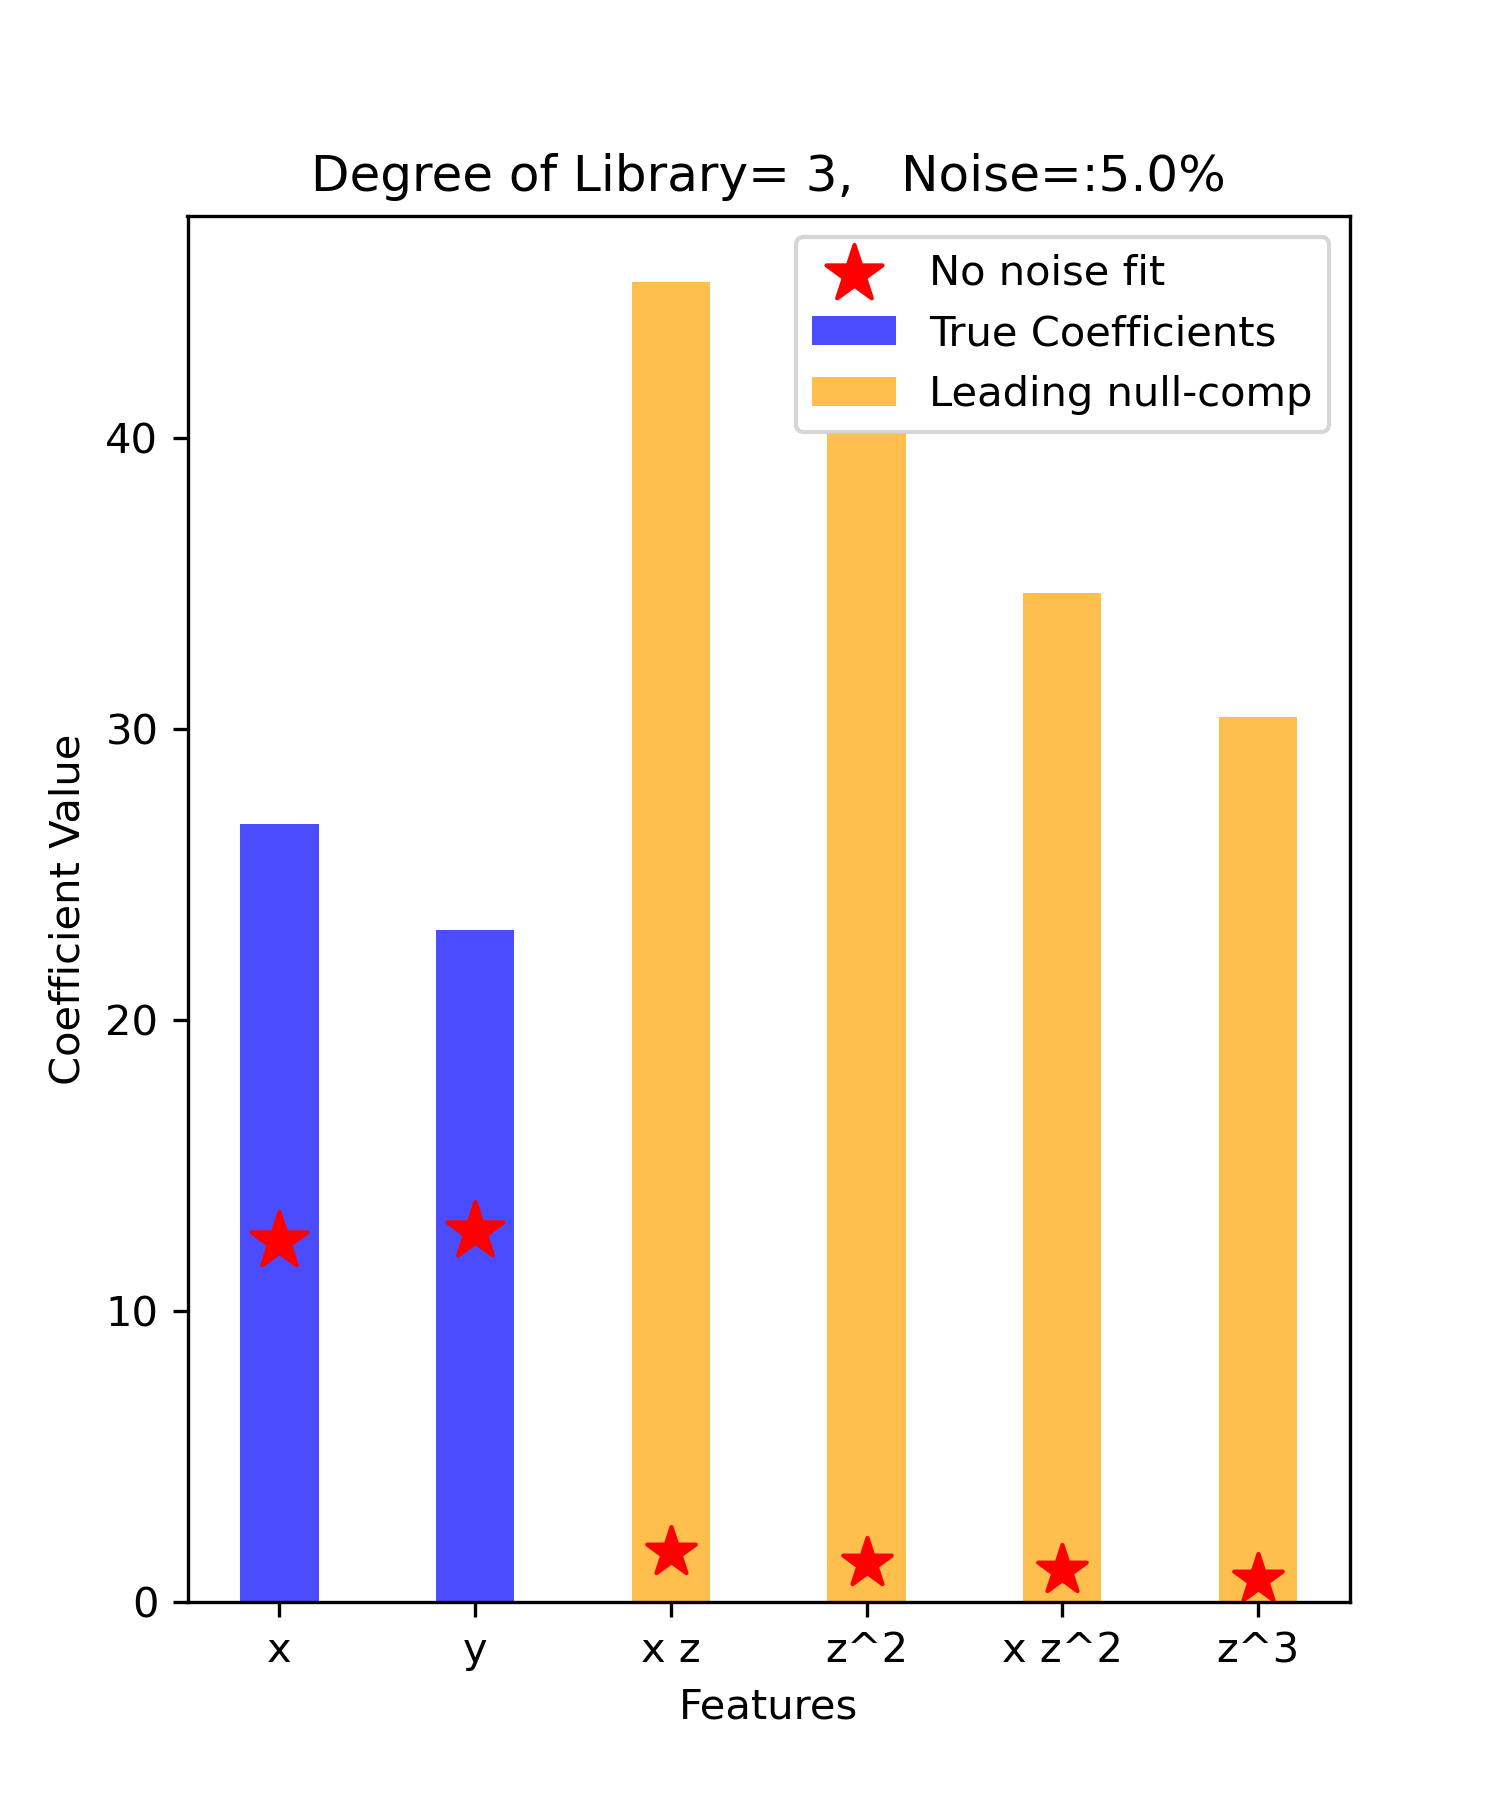 Degree of Library= 3,   Noise=:5.0%
No noise fit
True Coefficients
Leading null-comp
40
30
20
10
0
Coefficient Value
x y x z z^2 x z^2 z^3
Features